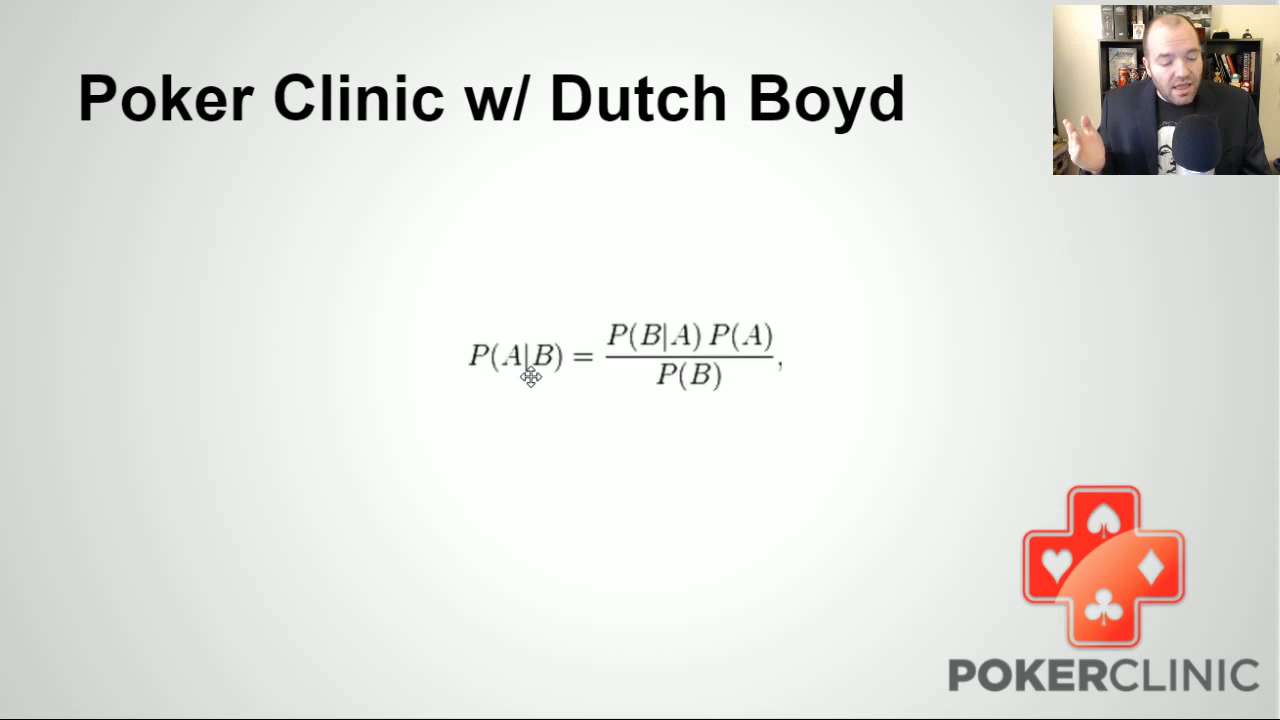 Poker Clinic w/ Dutch Boyd
P(A|B) = P(B|A) P(A) / P(B),
POKERCLINIC